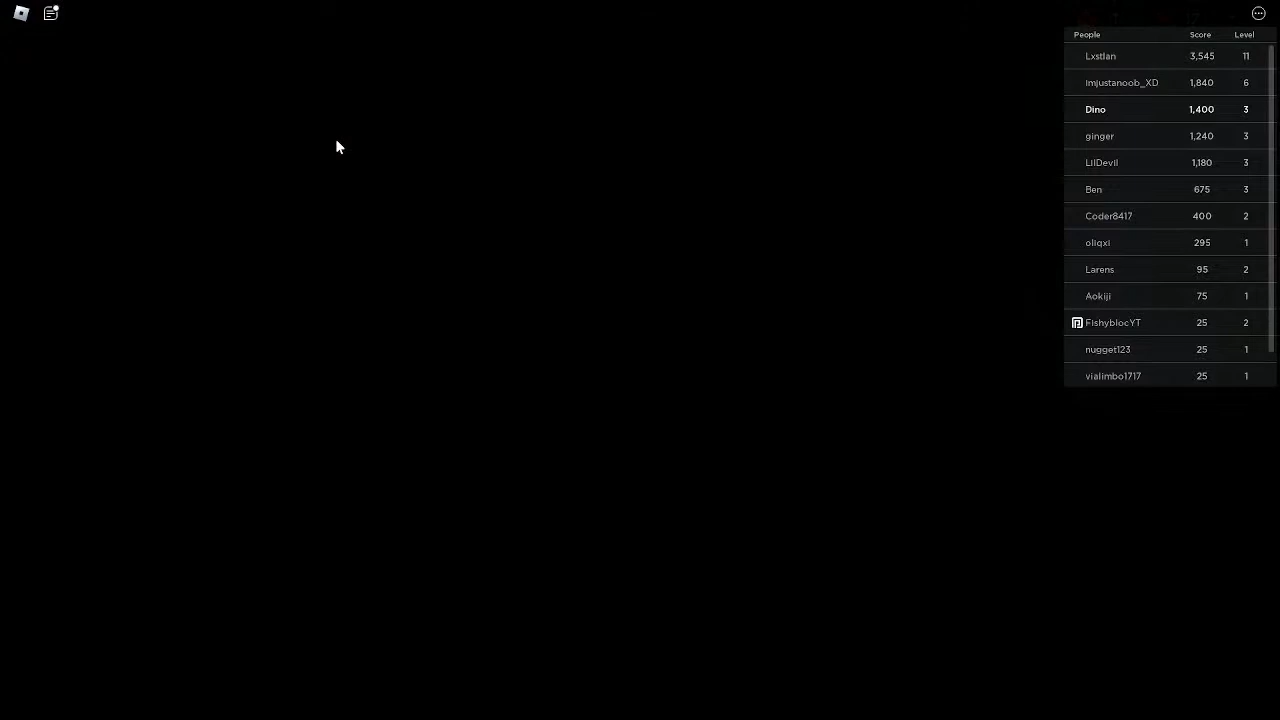 People Score Level
Lxstlan 3,545 11
imjustanoob_XD 1,840 6
Dino 1,400 3
ginger 1,240 3
LilDevil 1,180 3
Ben 675 3
Coder8417 400 2
oliqxi 295 1
Larens 95 2
Aokiji 75 1
FishyblocYT 25 2
nugget123 25 1
vialimbo1717 25 1